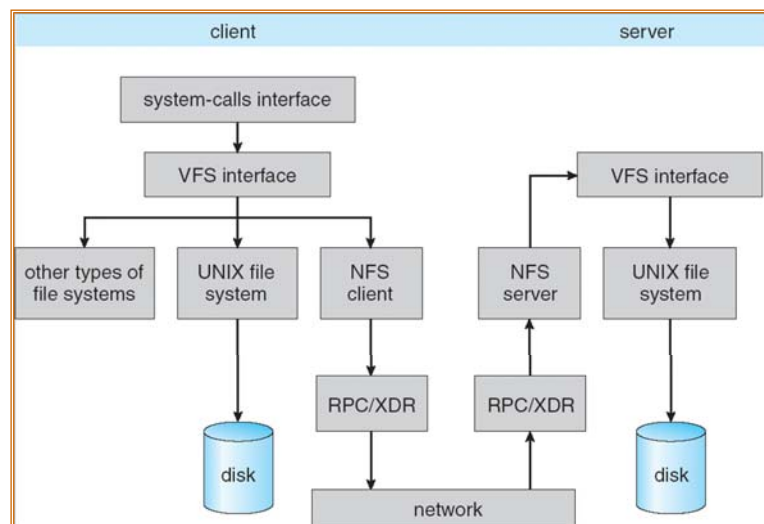 client
server
system-calls interface
VFS interface
VFS interface
other types of
file systems
UNIX file
system
NFS
client
NFS
server
UNIX file
system
RPC/XDR
RPC/XDR
disk
disk
network